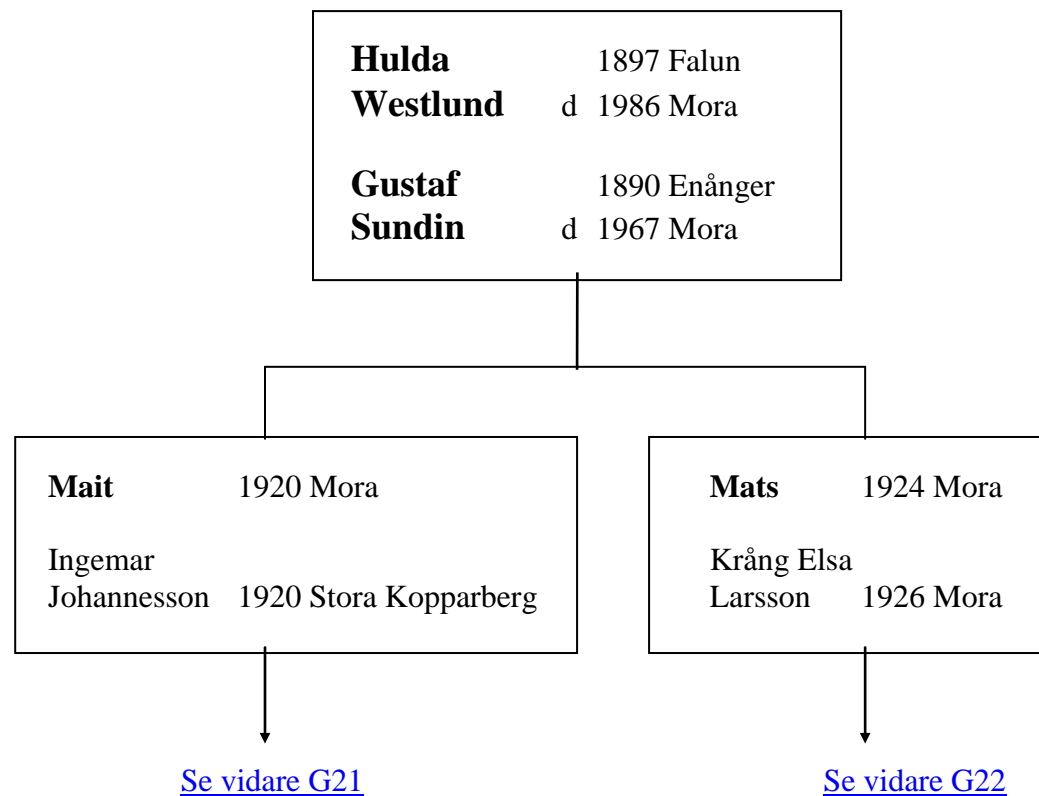 Hulda 1897 Falun
Westlund d 1986 Mora
Gustaf 1890 Enånger
Sundin d 1967 Mora
Mait 1920 Mora
Ingemar
Johannesson 1920 Stora Kopparberg
Mats 1924 Mora
Krång Elsa
Larsson 1926 Mora
Se vidare G21
Se vidare G22